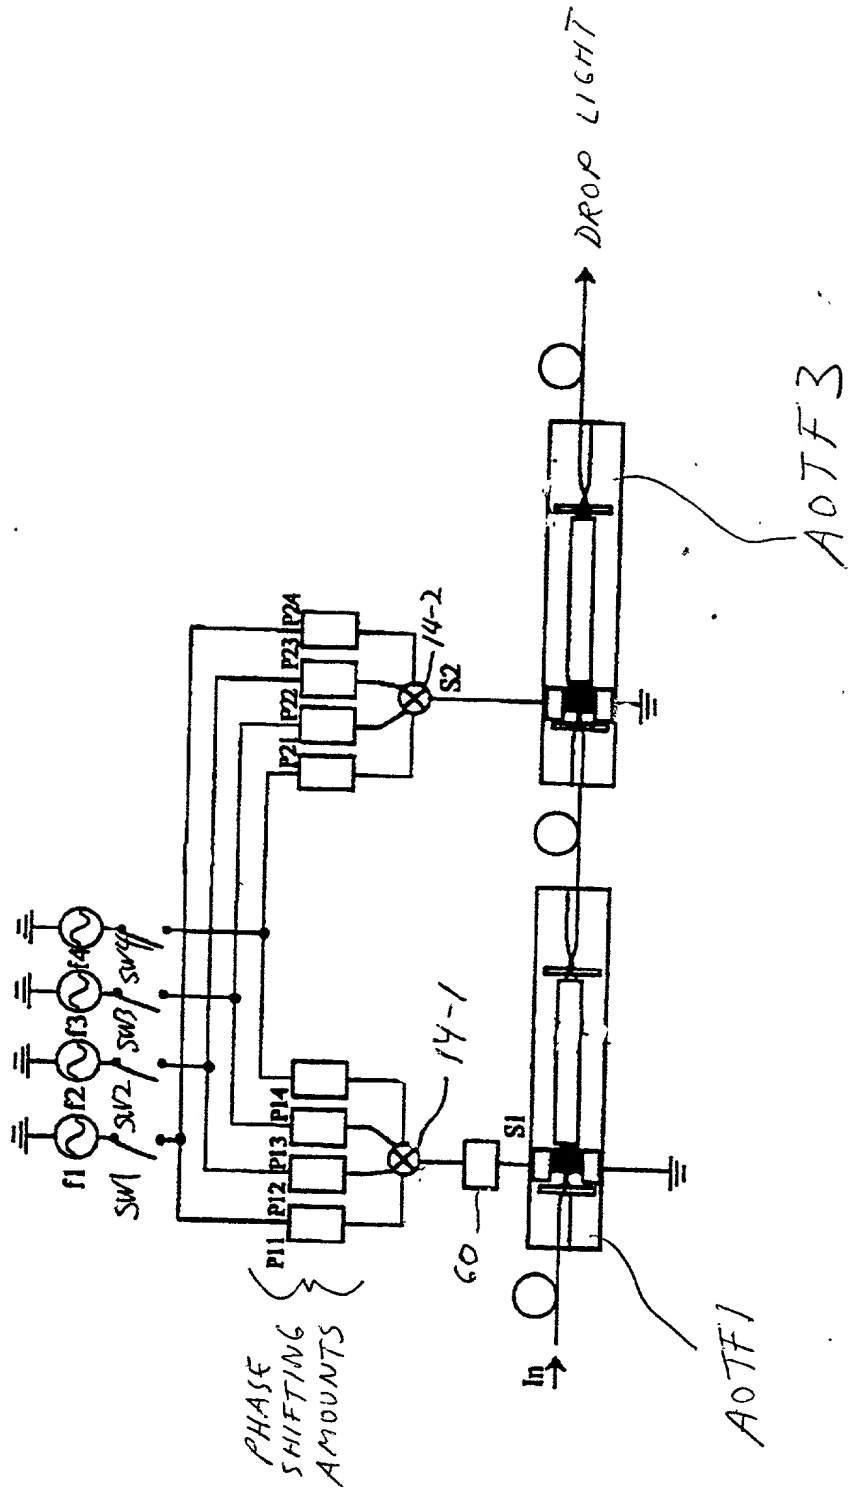 f1
f2
f3
f4
SW1
SW2
SW3
SW4
PHASE
SHIFTING
AMOUNTS
P11
P12
P13
P14
P21
P22
P23
P24
14-1
14-2
60
S1
S2
In
DROP LIGHT
AOTF1
AOTF3